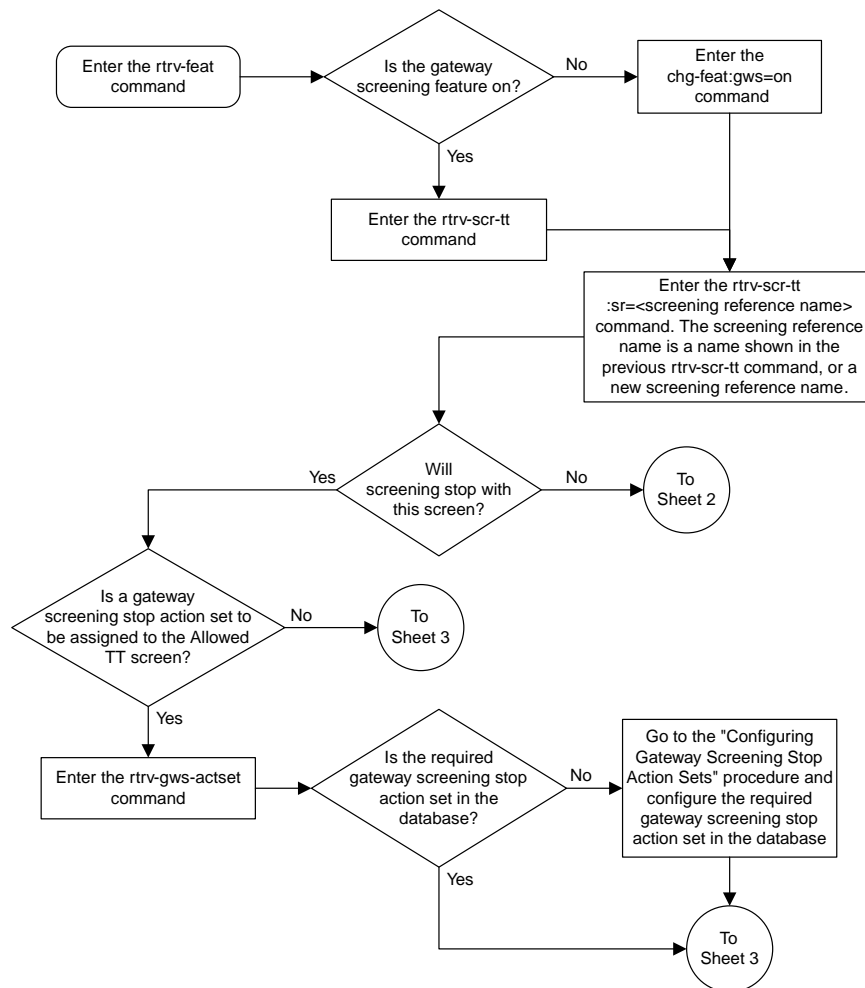 Enter the rtrv-feat
command
Is the gateway
screening feature on?
No
Enter the
chg-feat:gws=on
command
Yes
Enter the rtrv-scr-tt
command
Enter the rtrv-scr-tt
:sr=<screening reference name>
command. The screening reference
name is a name shown in the
previous rtrv-scr-tt command, or a
new screening reference name.
Will
screening stop with
this screen?
Yes
No
To
Sheet 2
Is a gateway
screening stop action set to
be assigned to the Allowed
TT screen?
No
To
Sheet 3
Yes
Enter the rtrv-gws-actset
command
Is the required
gateway screening stop
action set in the
database?
No
Go to the "Configuring
Gateway Screening Stop
Action Sets" procedure and
configure the required
gateway screening stop
action set in the database
Yes
To
Sheet 3